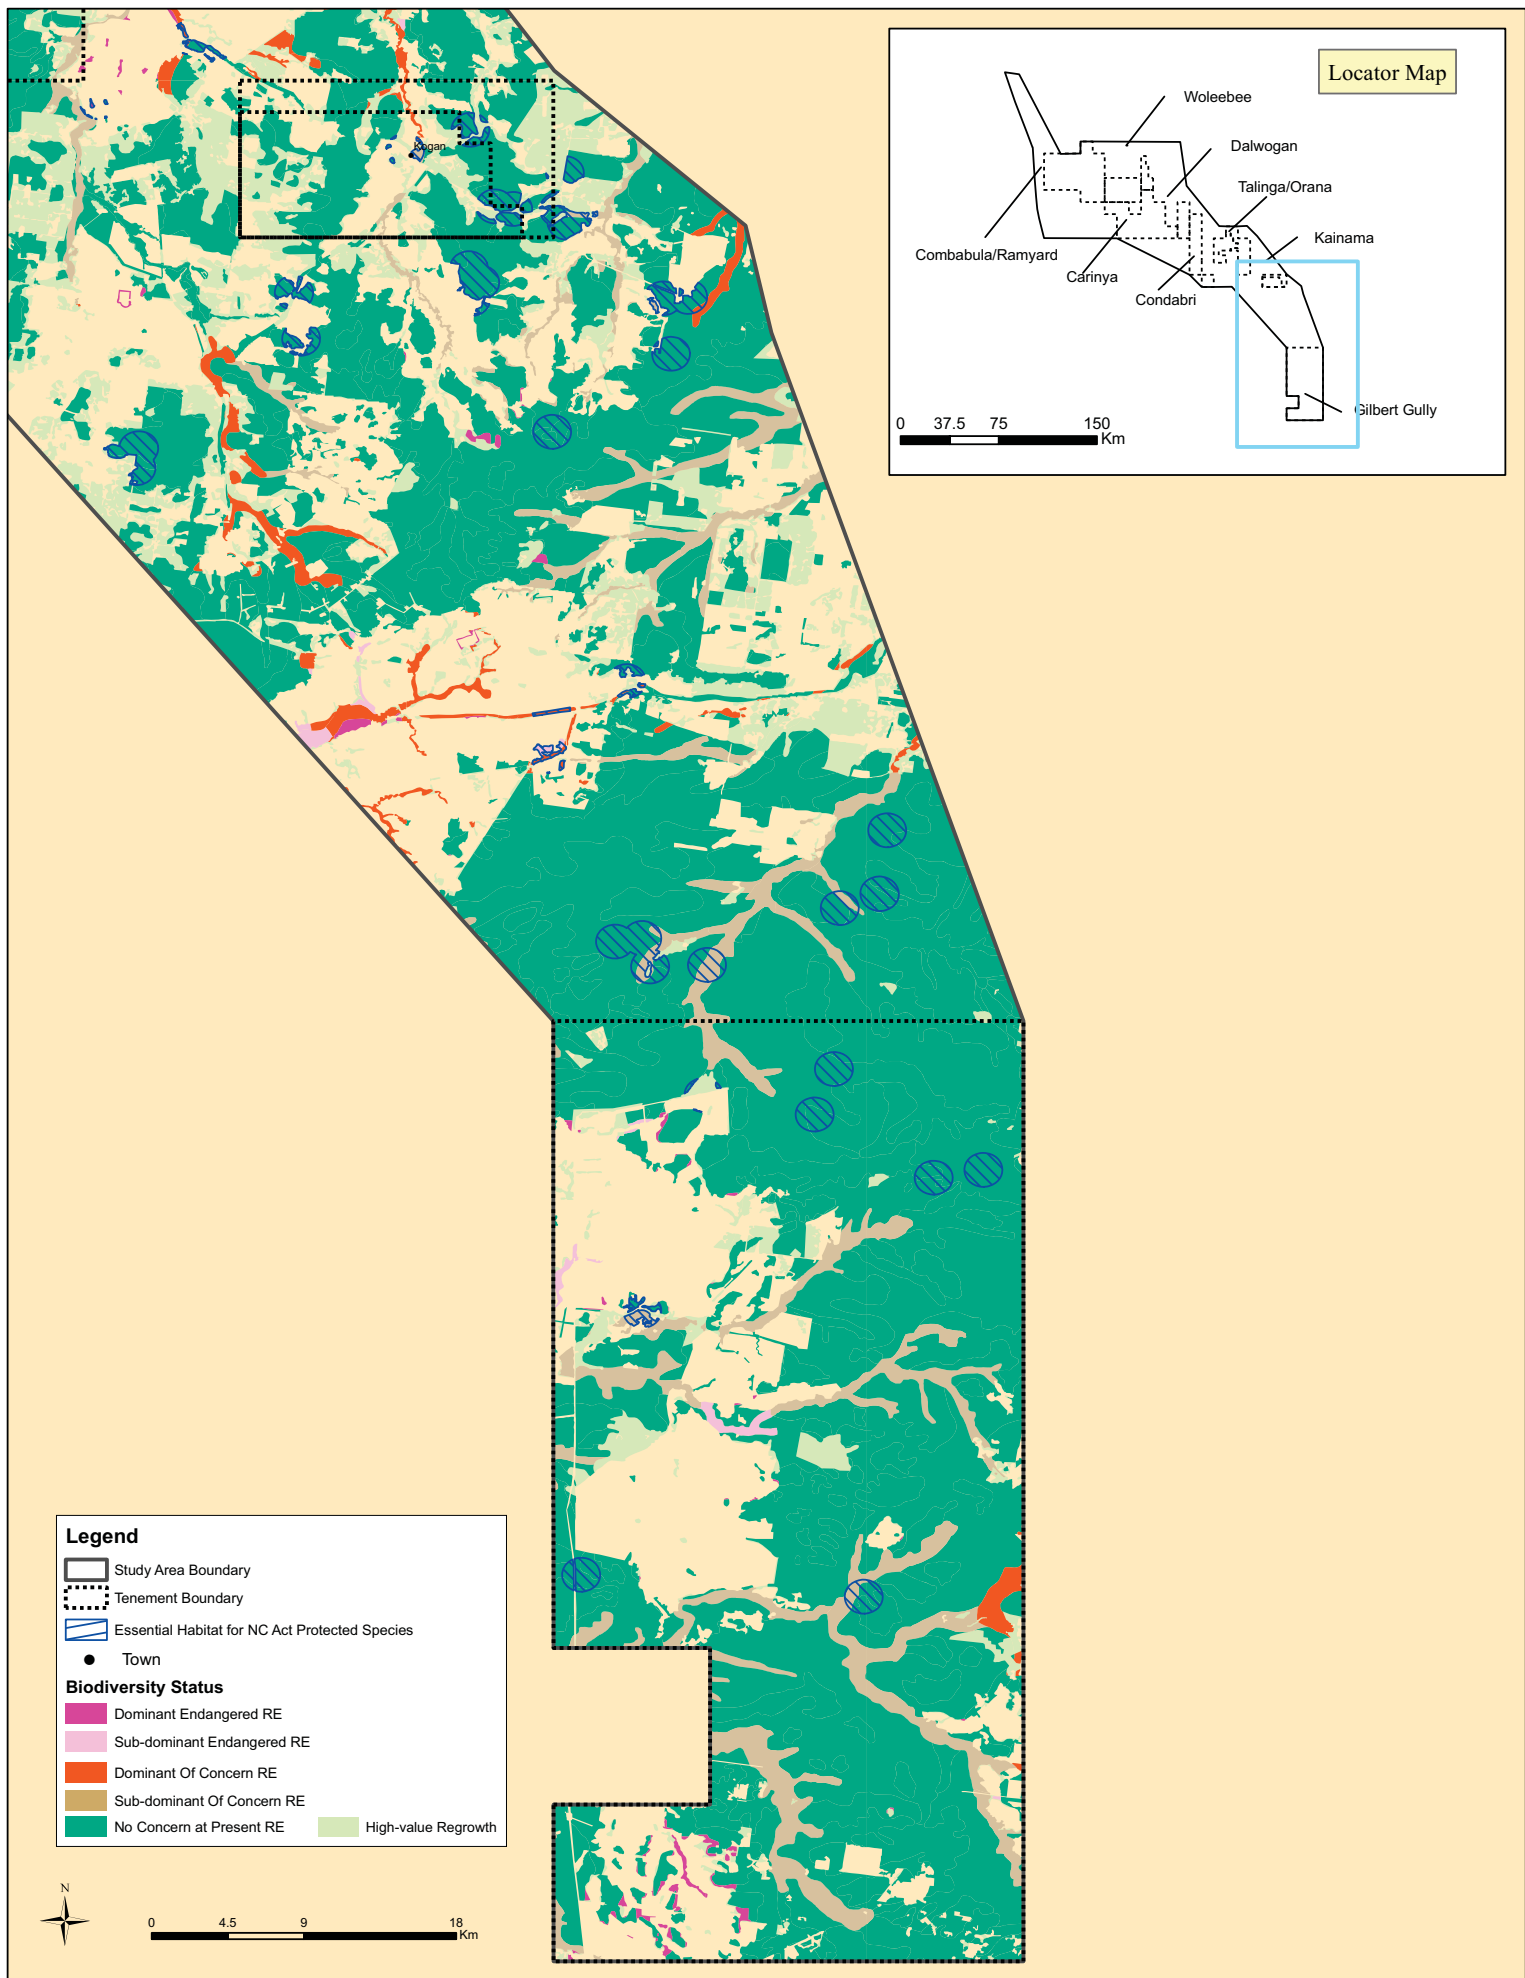 Locator Map
Woleebee
Dalwogan
Talinga/Orana
Kainama
Combabula/Ramyard
Carinya
Condabri
Gilbert Gully
0 37.5 75 150
Km
Kogan
Legend
Study Area Boundary
Tenement Boundary
Essential Habitat for NC Act Protected Species
Town
Biodiversity Status
Dominant Endangered RE
Sub-dominant Endangered RE
Dominant Of Concern RE
Sub-dominant Of Concern RE
No Concern at Present RE High-value Regrowth
N
0 4.5 9 18
Km